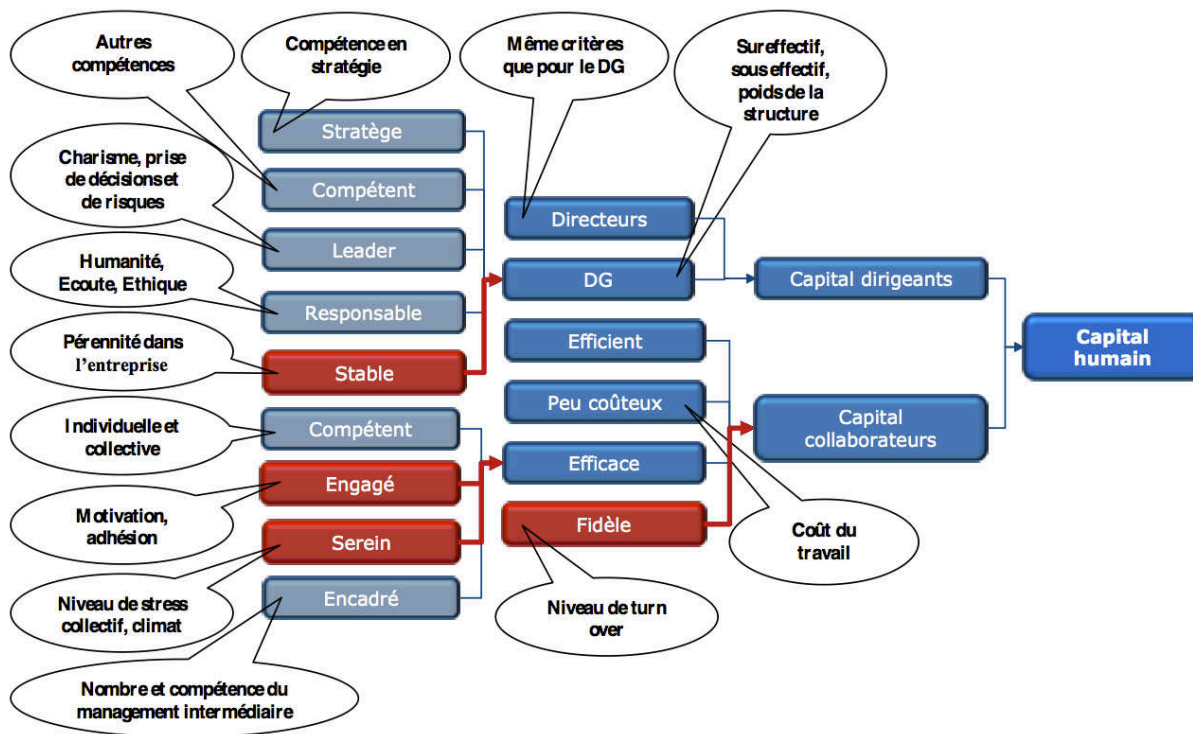 Autres
compétences
Compétence en
stratégie
Même critères
que pour le DG
Sureffectif,
sous effectif,
poids de la
structure
Stratège
Charisme, prise
de décisions et
de risques
Compétent
Directeurs
Leader
Humanité,
Ecoute, Ethique
DG
Capital dirigeants
Responsable
Pérennité dans
l'entreprise
Efficient
Capital
humain
Stable
Peu coûteux
Individuelle et
collective
Compétent
Capital
collaborateurs
Efficace
Engagé
Motivation,
adhésion
Fidèle
Coût du
travail
Serein
Niveau de stress
collectif, climat
Encadré
Niveau de turn
over
Nombre et compétence du
management intermédiaire